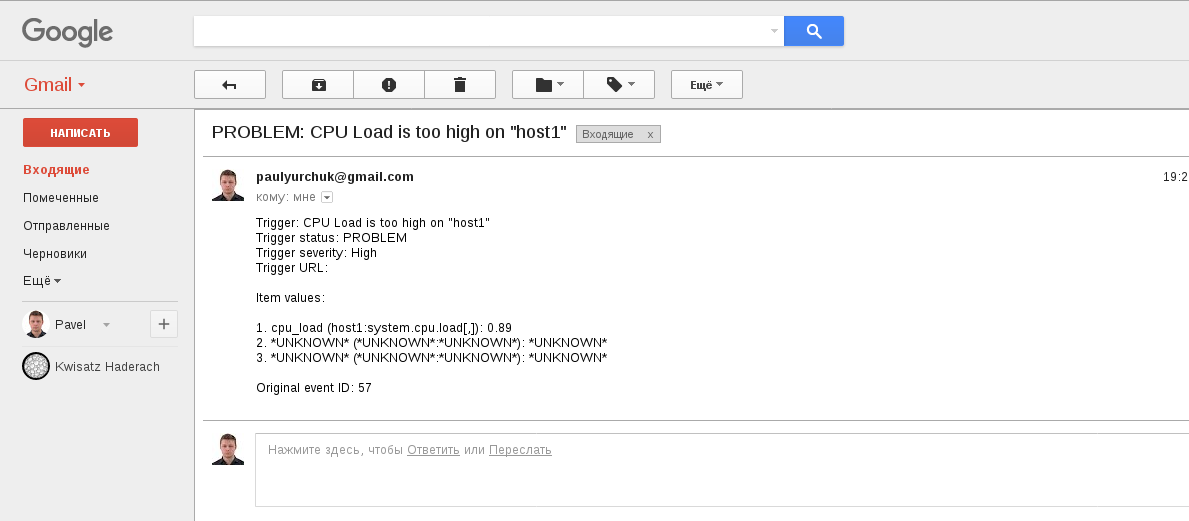 Google
Gmail
Ещё
НАПИСАТЬ
Входящие
Помеченные
Отправленные
Черновики
Ещё
Pavel
Kwisatz Haderach
PROBLEM: CPU Load is too high on "host1" Входящие x
paulyurchuk@gmail.com 19:2
кому: мне
Trigger: CPU Load is too high on "host1"
Trigger status: PROBLEM
Trigger severity: High
Trigger URL:
Item values:
1. cpu_load (host1:system.cpu.load[,]): 0.89
2. *UNKNOWN* (*UNKNOWN*:*UNKNOWN*): *UNKNOWN*
3. *UNKNOWN* (*UNKNOWN*:*UNKNOWN*): *UNKNOWN*
Original event ID: 57
Нажмите здесь, чтобы Ответить или Переслать